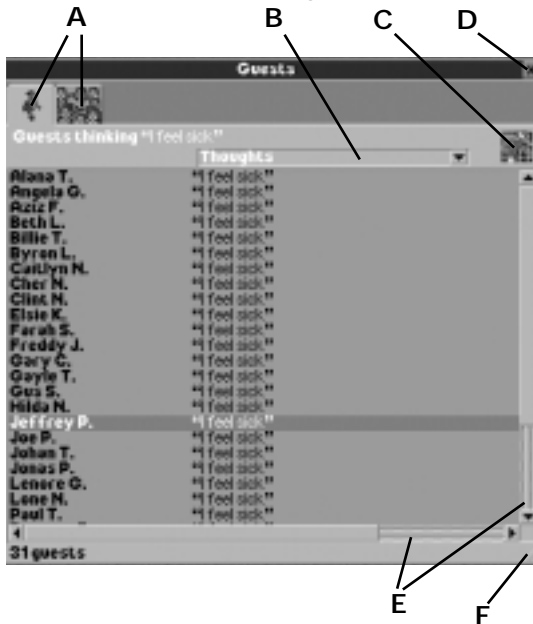 A B C D
Guests
Guests thinking “I feel sick”
Thoughts
Alana T. “I feel sick”
Angela G. “I feel sick”
Aziz F. “I feel sick”
Beth L. “I feel sick”
Billie T. “I feel sick”
Byron L. “I feel sick”
Caitlyn N. “I feel sick”
Cher N. “I feel sick”
Clint N. “I feel sick”
Elsie K. “I feel sick”
Farah S. “I feel sick”
Freddy J. “I feel sick”
Gary C. “I feel sick”
Gayle T. “I feel sick”
Gus S. “I feel sick”
Hilda N. “I feel sick”
Jeffrey P. “I feel sick”
Joe P. “I feel sick”
Johan T. “I feel sick”
Jonas P. “I feel sick”
Lenore G. “I feel sick”
Lone N. “I feel sick”
Paul T. “I feel sick”
31 guests
E F